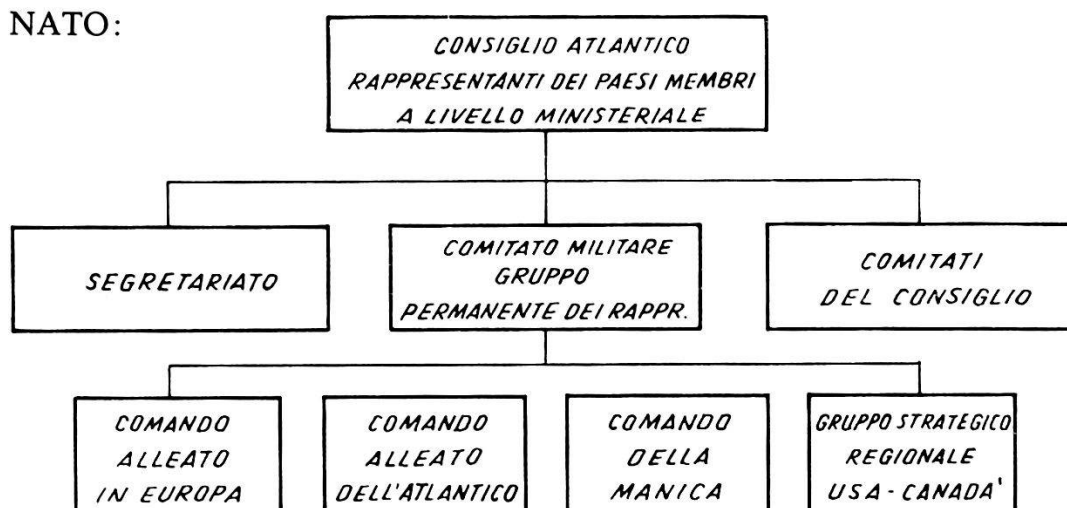 NATO:
CONSIGLIO ATLANTICO
RAPPRESENTANTI DEI PAESI MEMBRI
A LIVELLO MINISTERIALE
SEGRETARIATO
COMITATO MILITARE
GRUPPO
PERMANENTE DEI RAPPR.
COMITATI
DEL CONSIGLIO
COMANDO
ALLEATO
IN EUROPA
COMANDO
ALLEATO
DELL'ATLANTICO
COMANDO
DELLA
MANICA
GRUPPO STRATEGICO
REGIONALE
USA - CANADA'